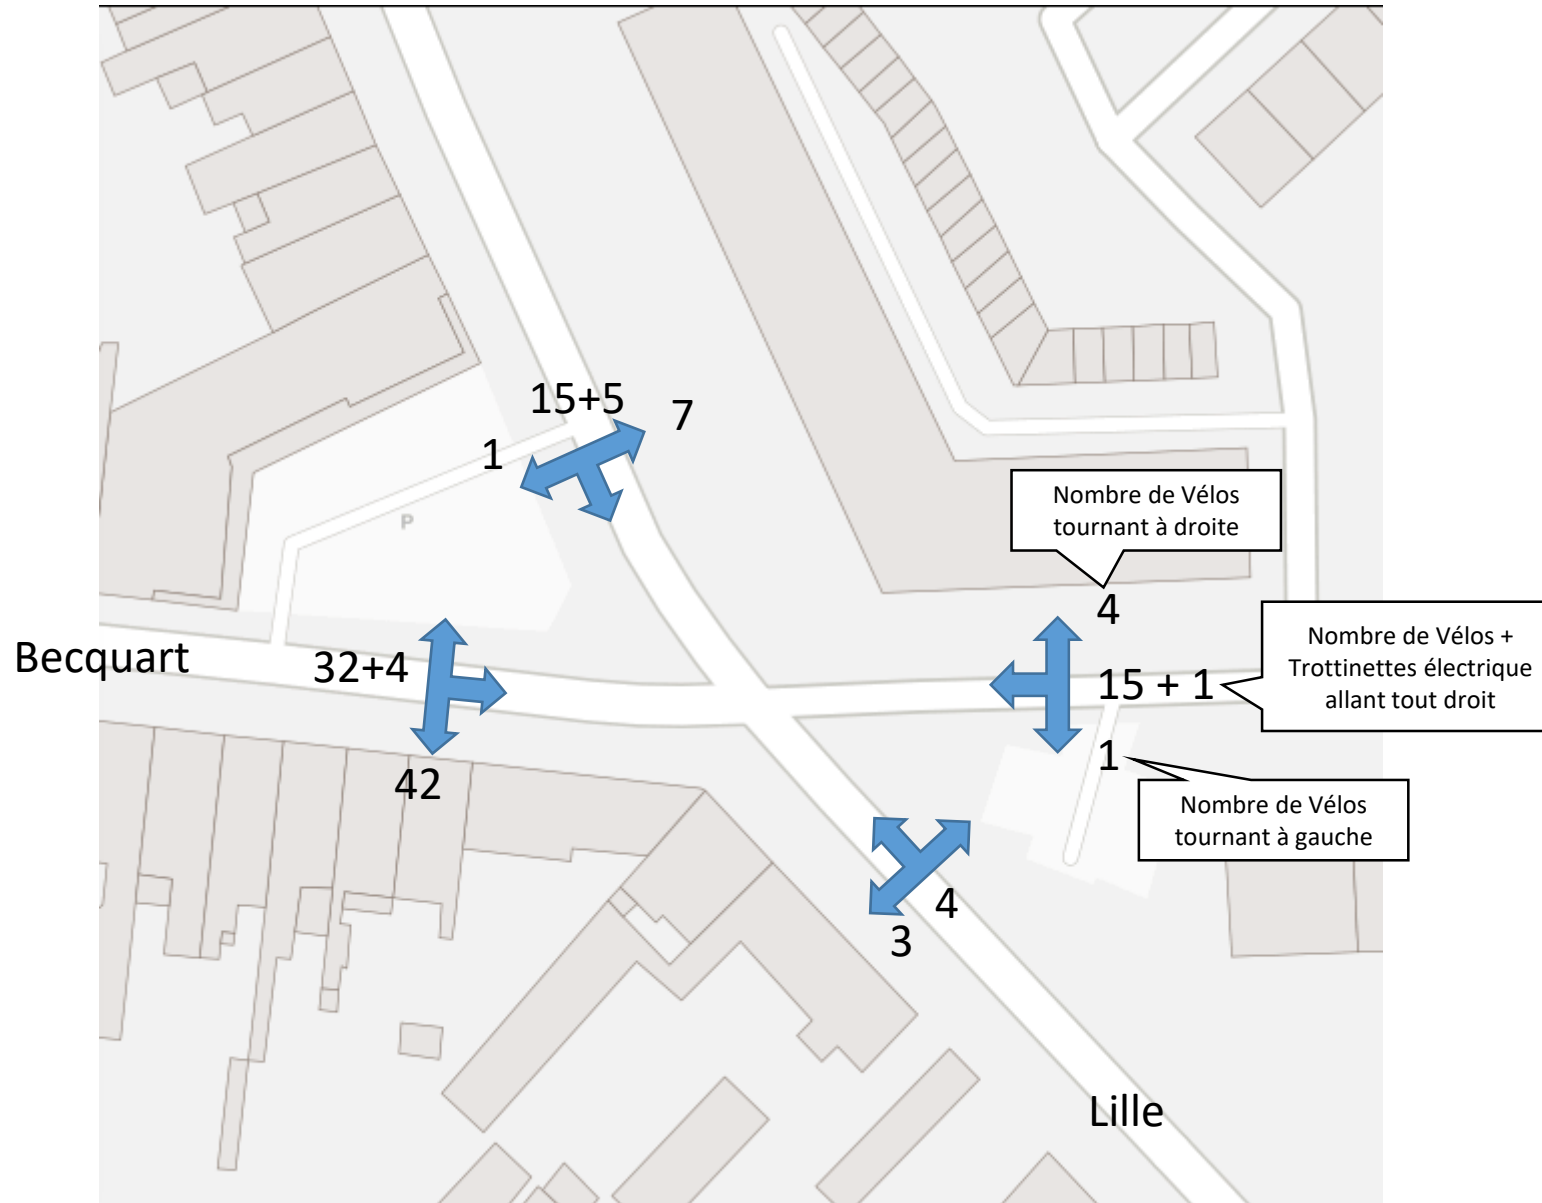 15+5
7
1
P
Nombre de Vélos
tournant à droite
4
Becquart
32+4
15 + 1
Nombre de Vélos +
Trottinettes électrique
allant tout droit
1
42
Nombre de Vélos
tournant à gauche
4
3
Lille